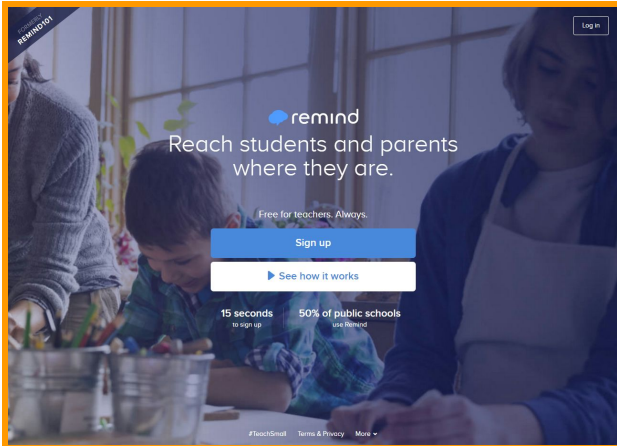 FORMERLY
REMIND101
Log in
remind
Reach students and parents
where they are.
Free for teachers. Always.
Sign up
See how it works
15 seconds
to sign up
50% of public schools
use Remind
#TeachSmall Terms & Privacy More